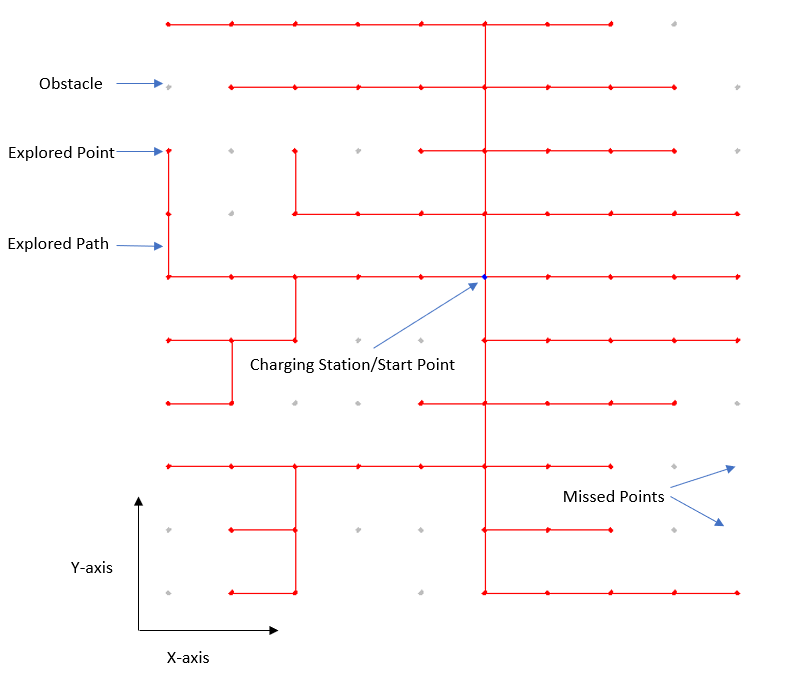 Obstacle
Explored Point
Explored Path
Charging Station/Start Point
Missed Points
Y-axis
X-axis